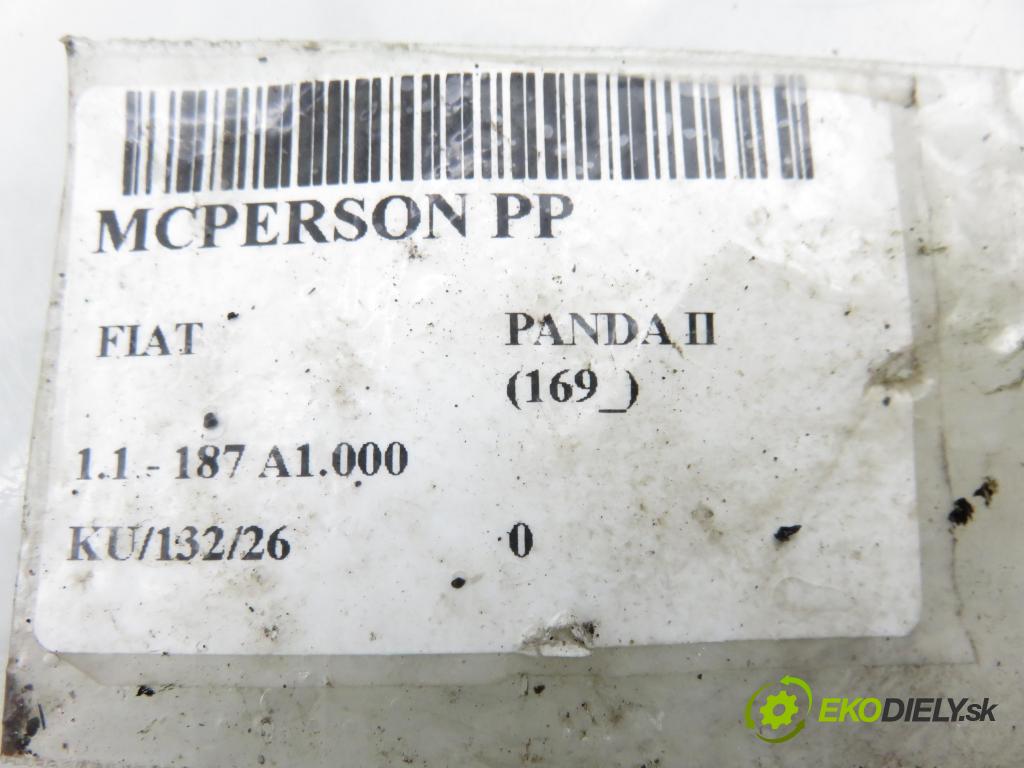 MCPERSON PP
FIAT PANDA II
(169_)
1.1 - 187 A1.000
KU/132/26 0
EKODIELY.sk